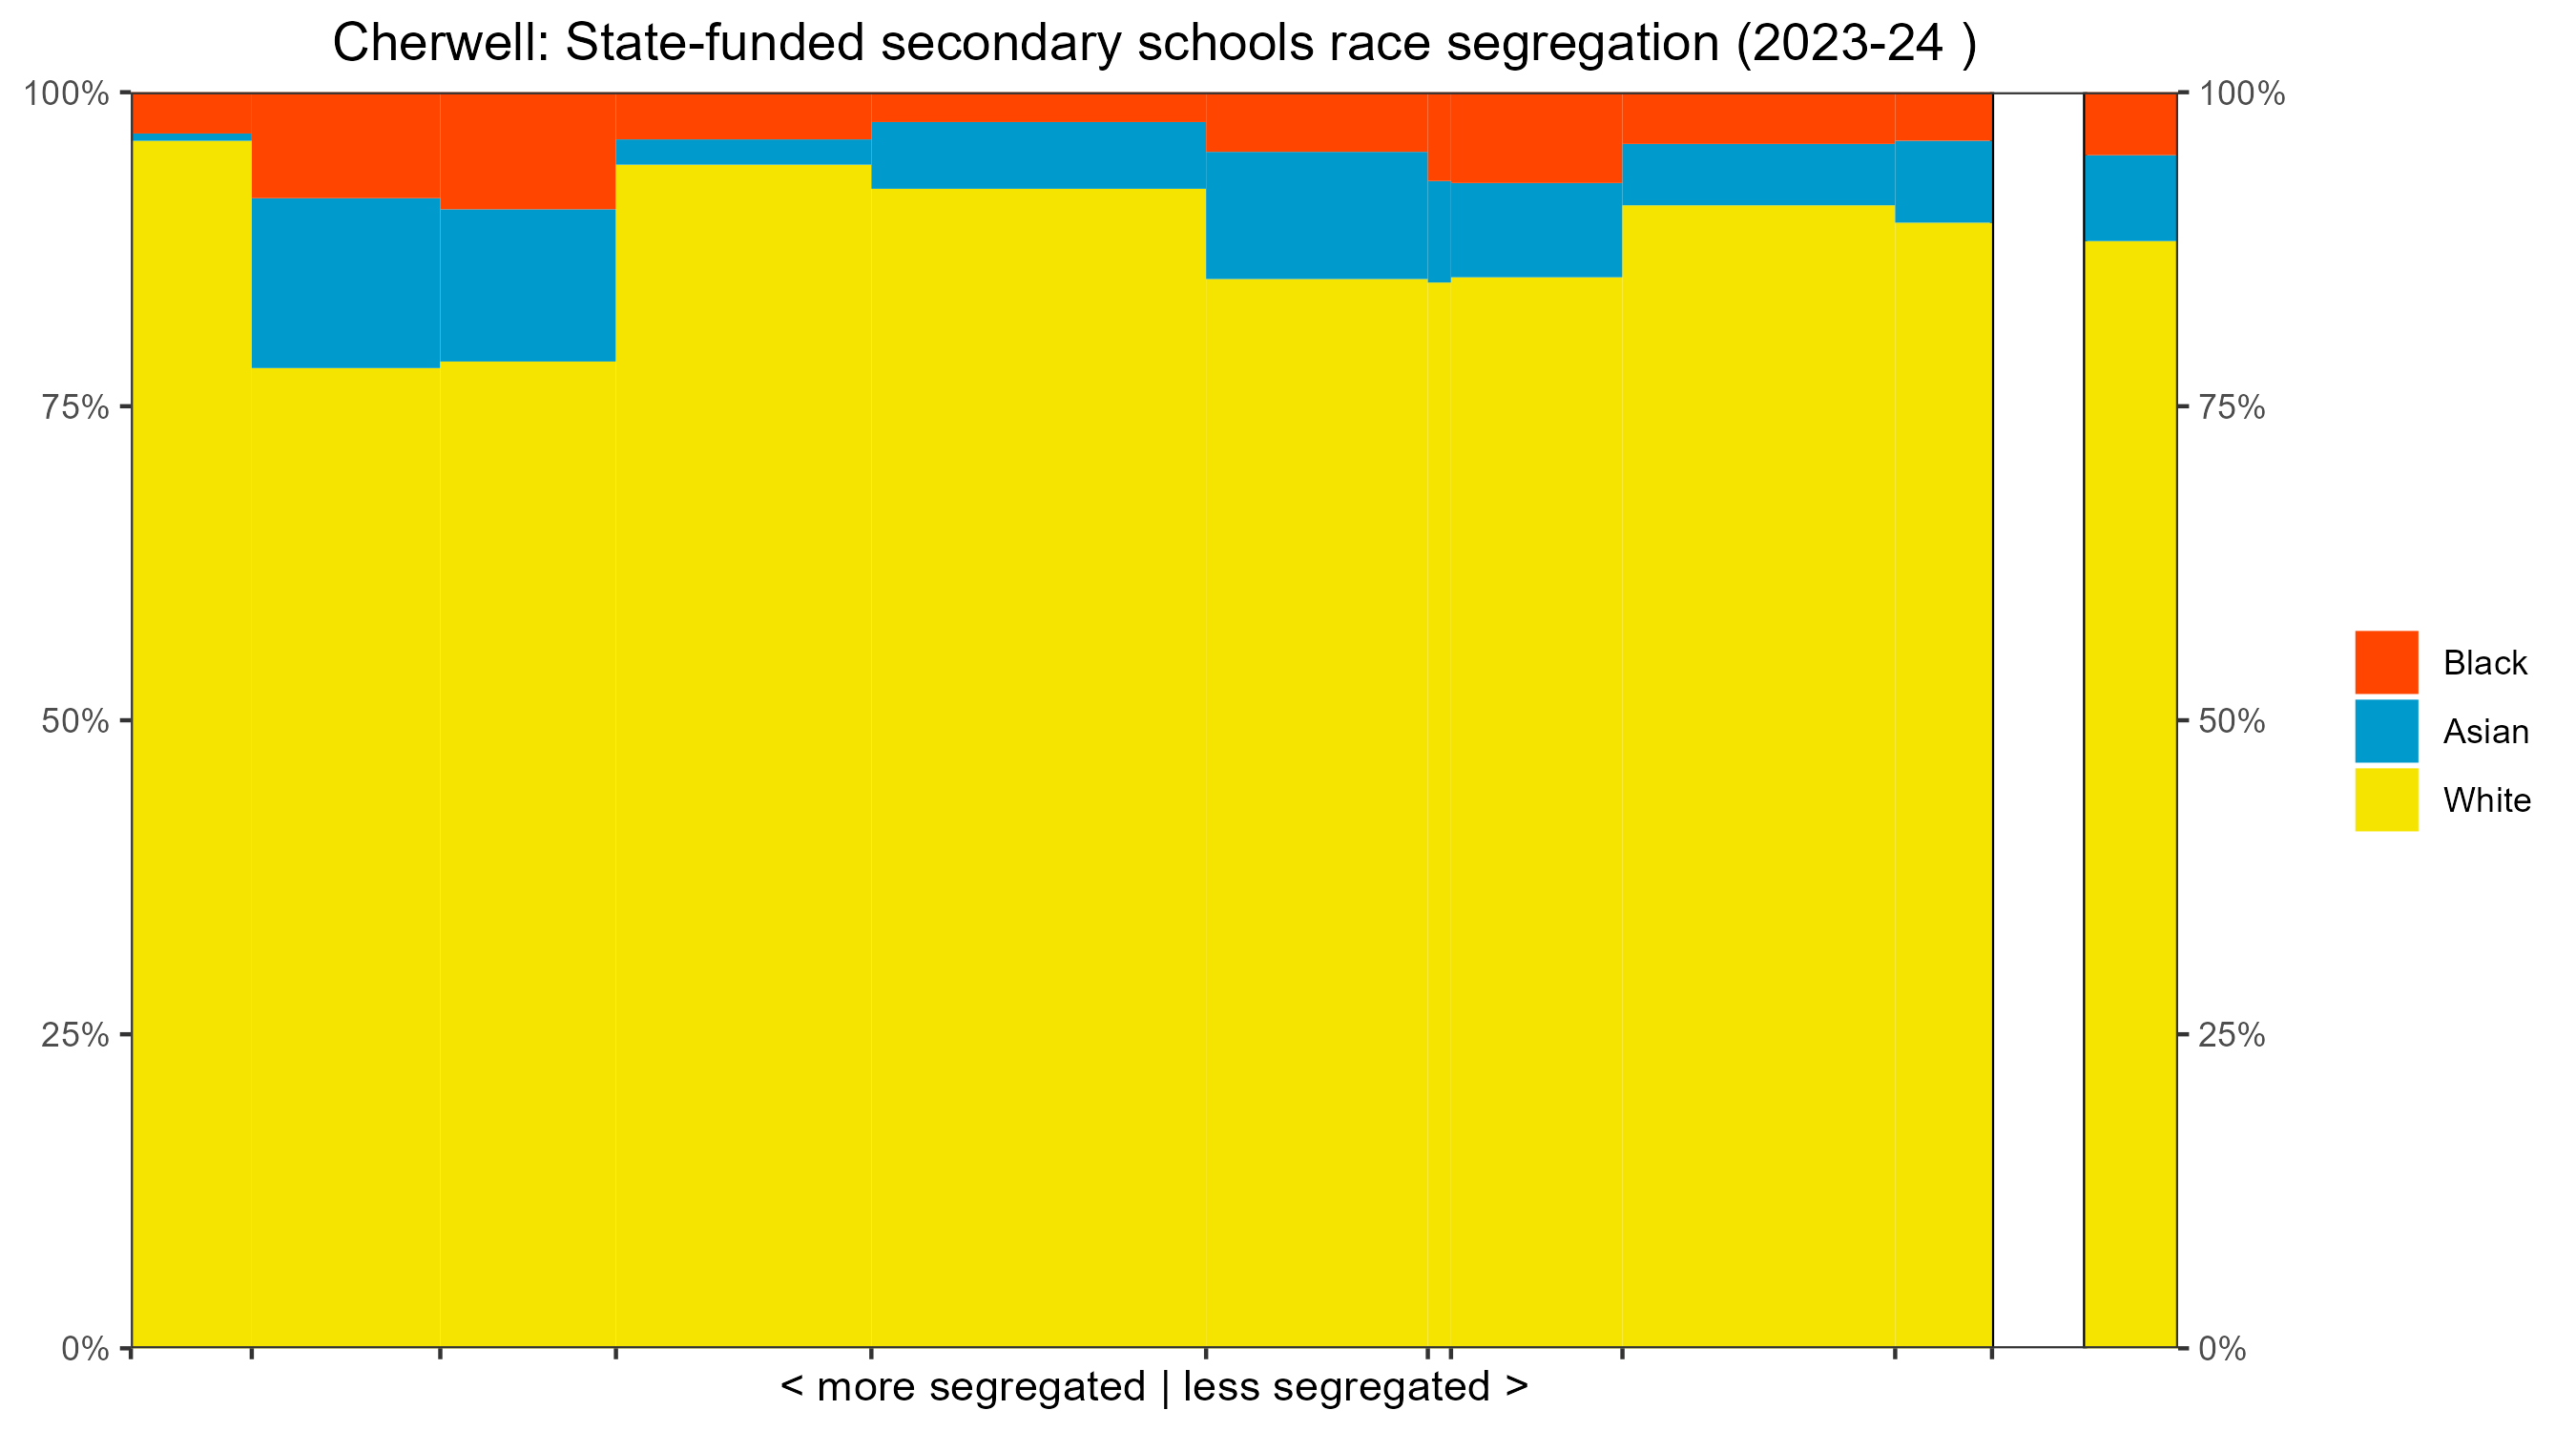 Cherwell: State-funded secondary schools race segregation (2023-24 )
100%
75%
50%
25%
0%
100%
75%
50%
25%
0%
Black
Asian
White
< more segregated | less segregated >